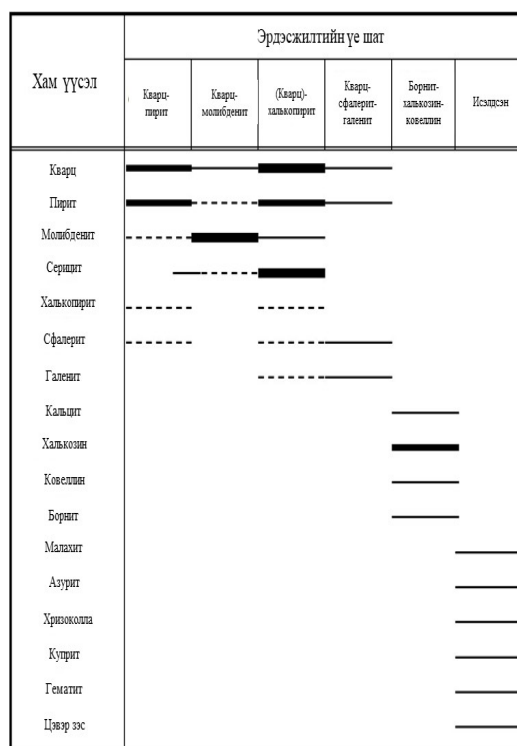 Эрдэсжилтийн үе шат
Хам үүсэл
Кварц-
пирит
Кварц-
молибденит
(Кварц)-
халькопирит
Кварц-
сфалерит-
галенит
Борнит-
халькозин-
ковеллин
Исэлдсэн
Кварц
Пирит
Молибденит
Серицит
Халькопирит
Сфалерит
Галенит
Кальцит
Халькозин
Ковеллин
Борнит
Малахит
Азурит
Хризоколла
Куприт
Гематит
Цэвэр зэс